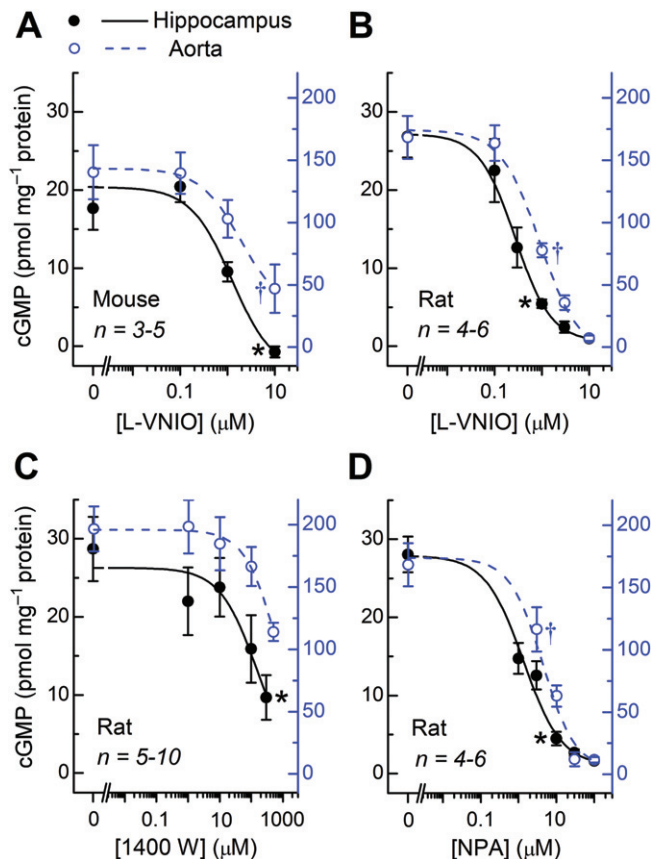 A
Hippocampus
Aorta
B
cGMP (pmol mg⁻¹ protein)
30
20
10
0
200
150
100
50
0
†
*
Mouse
n = 3-5
0 0.1 1 10
[L-VNIO] (μM)
30
20
10
0
200
150
100
50
0
†
*
Rat
n = 4-6
0 0.1 1 10
[L-VNIO] (μM)
C
cGMP (pmol mg⁻¹ protein)
40
30
20
10
0
200
150
100
50
0
*
Rat
n = 5-10
0 0.1 10 1000
[1400 W] (μM)
D
40
30
20
10
0
200
150
100
50
0
†
*
Rat
n = 4-6
0 0.1 1 10 100
[NPA] (μM)